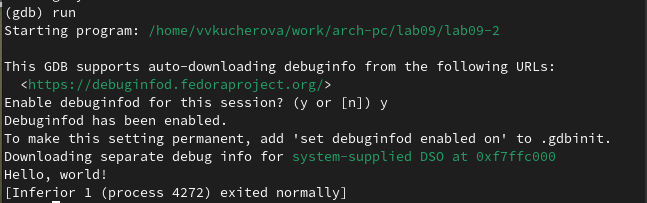 (gdb) run
Starting program: /home/vvkucherova/work/arch-pc/lab09/lab09-2
This GDB supports auto-downloading debuginfo from the following URLs:
<https://debuginfod.fedoraproject.org/>
Enable debuginfod for this session? (y or [n]) y
Debuginfod has been enabled.
To make this setting permanent, add 'set debuginfod enabled on' to .gdbinit.
Downloading separate debug info for system-supplied DSO at 0xf7ffc000
Hello, world!
[Inferior 1 (process 4272) exited normally]